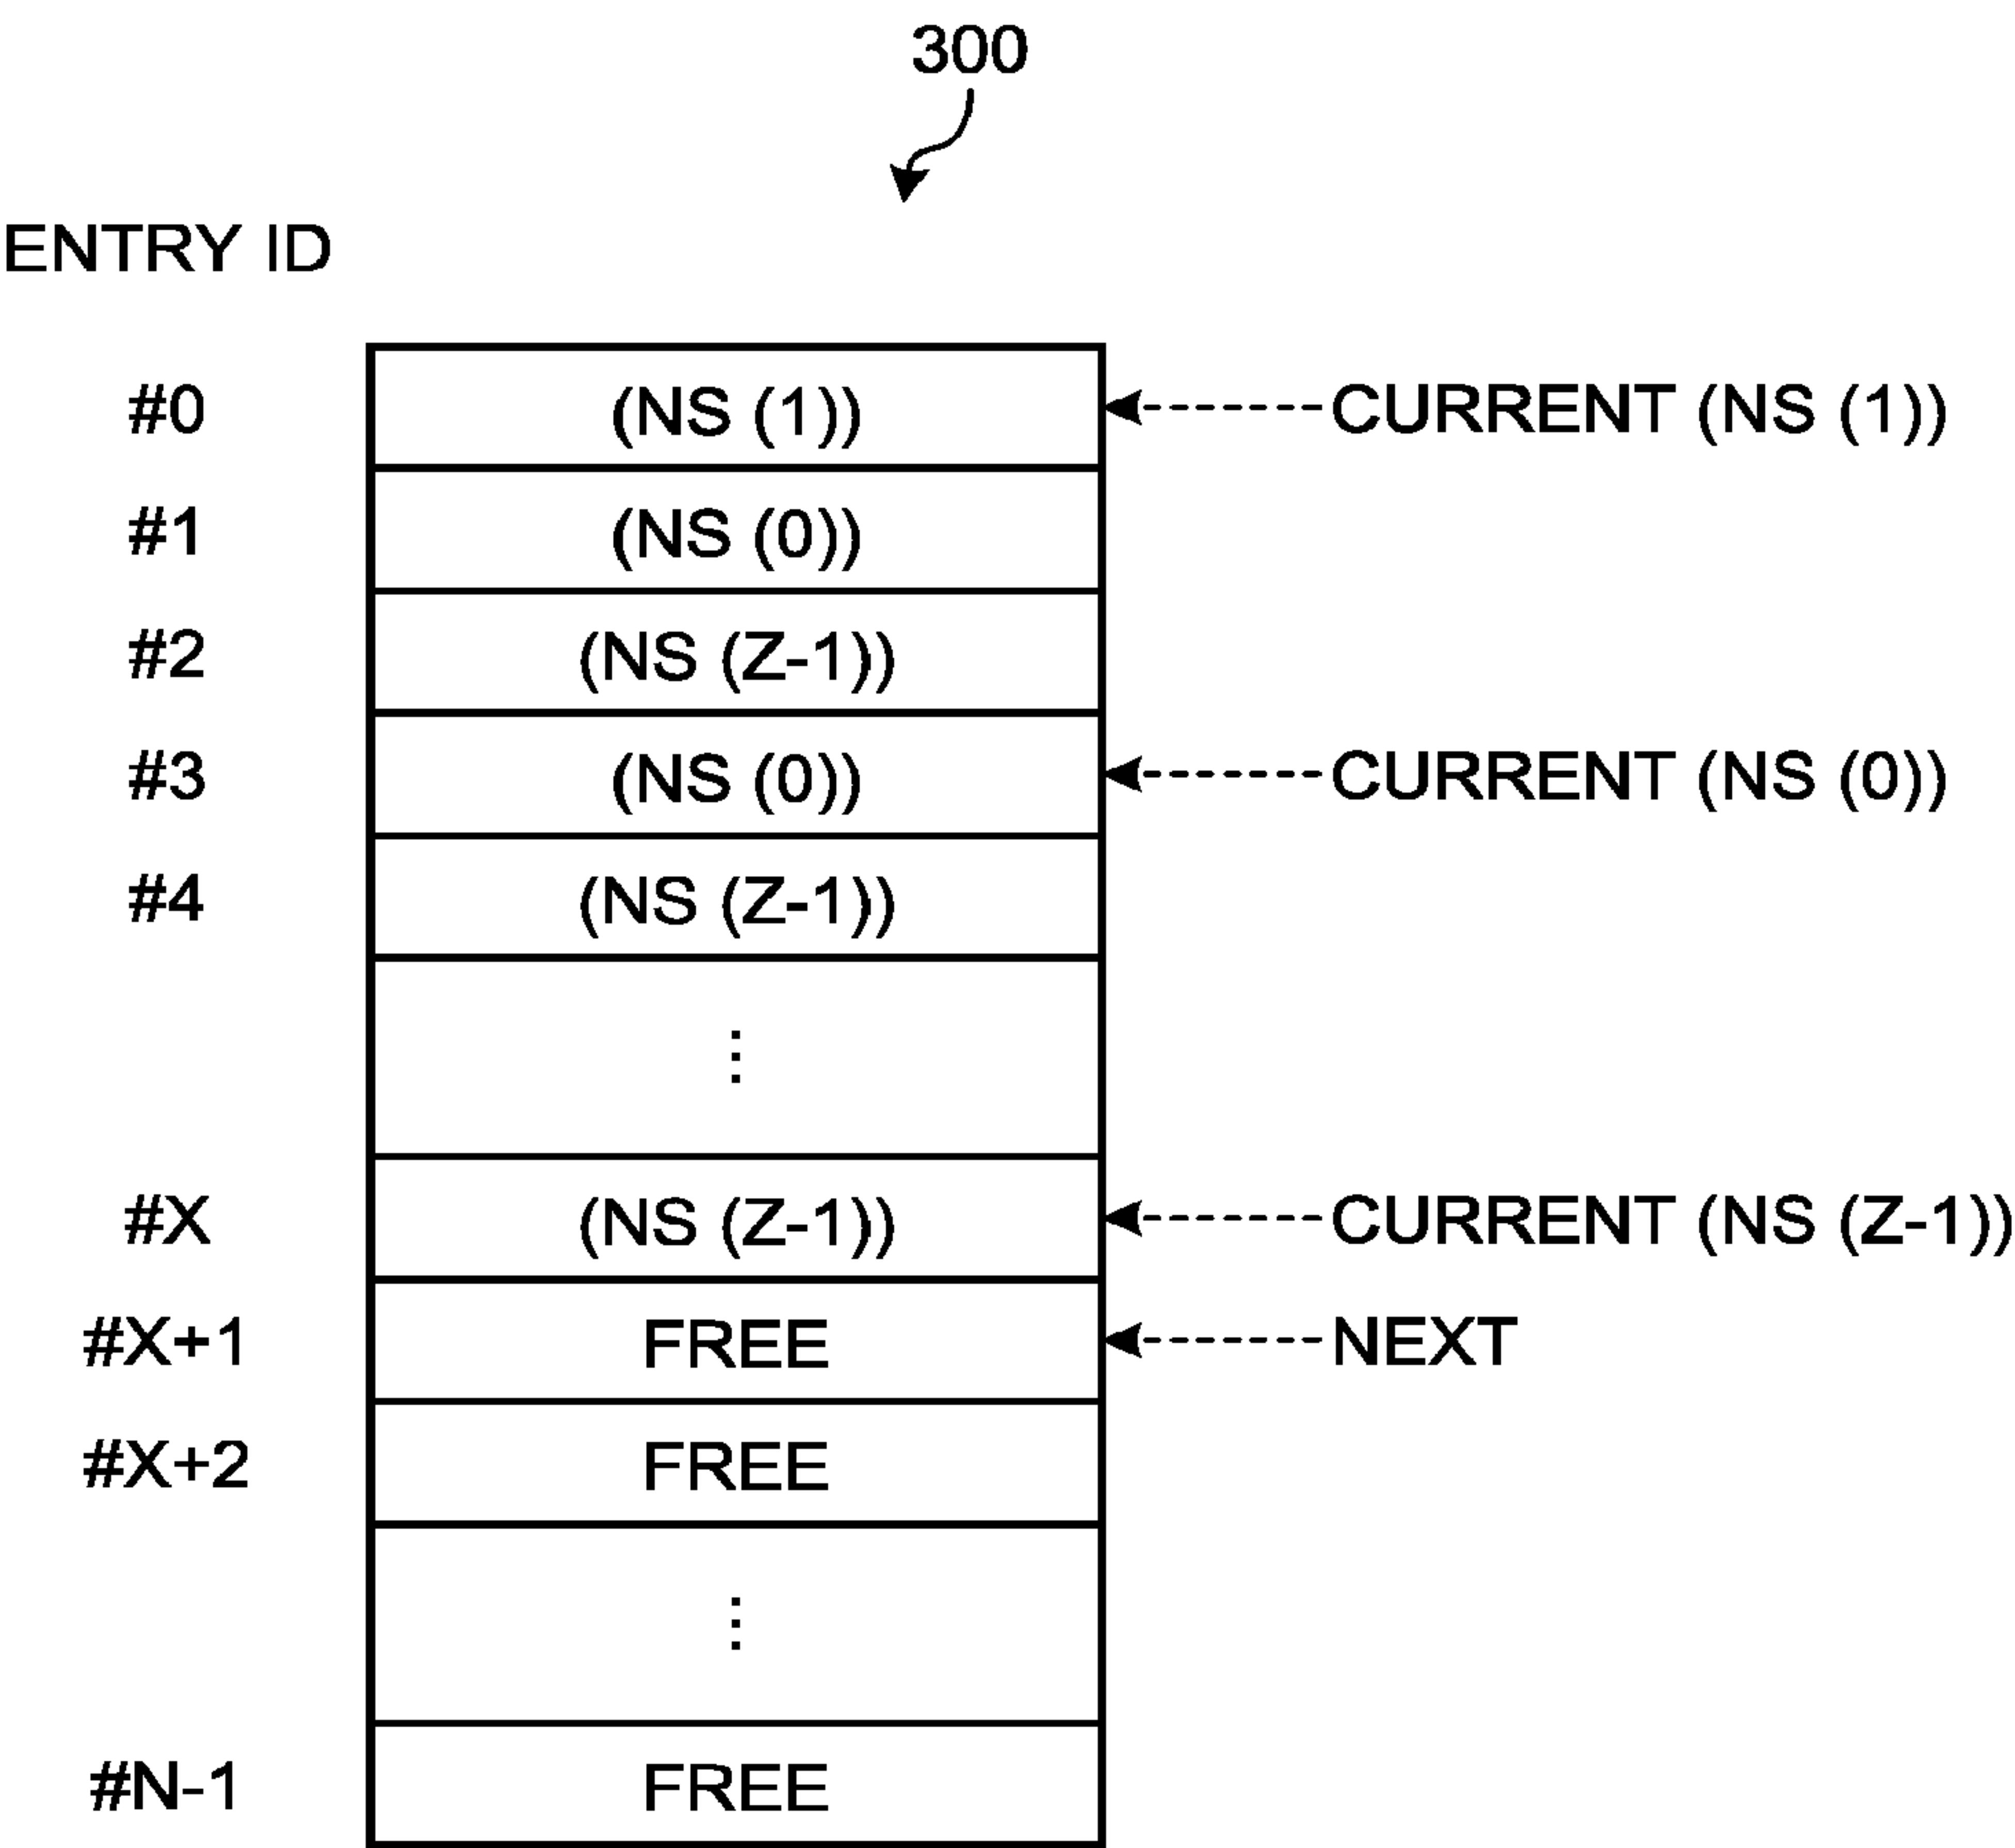 300
ENTRY ID
#0 (NS (1)) CURRENT (NS (1))
#1 (NS (0))
#2 (NS (Z-1))
#3 (NS (0)) CURRENT (NS (0))
#4 (NS (Z-1))
⋮
#X (NS (Z-1)) CURRENT (NS (Z-1))
#X+1 FREE NEXT
#X+2 FREE
⋮
#N-1 FREE